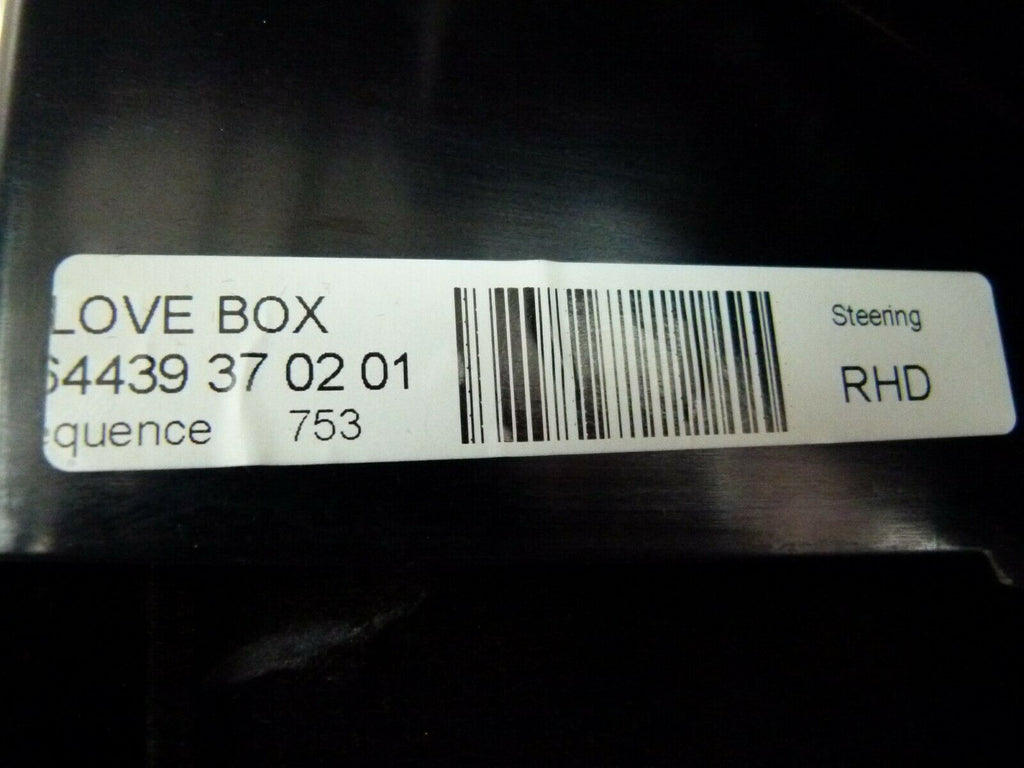 LOVE BOX
64439 37 02 01
equence 753
Steering
RHD